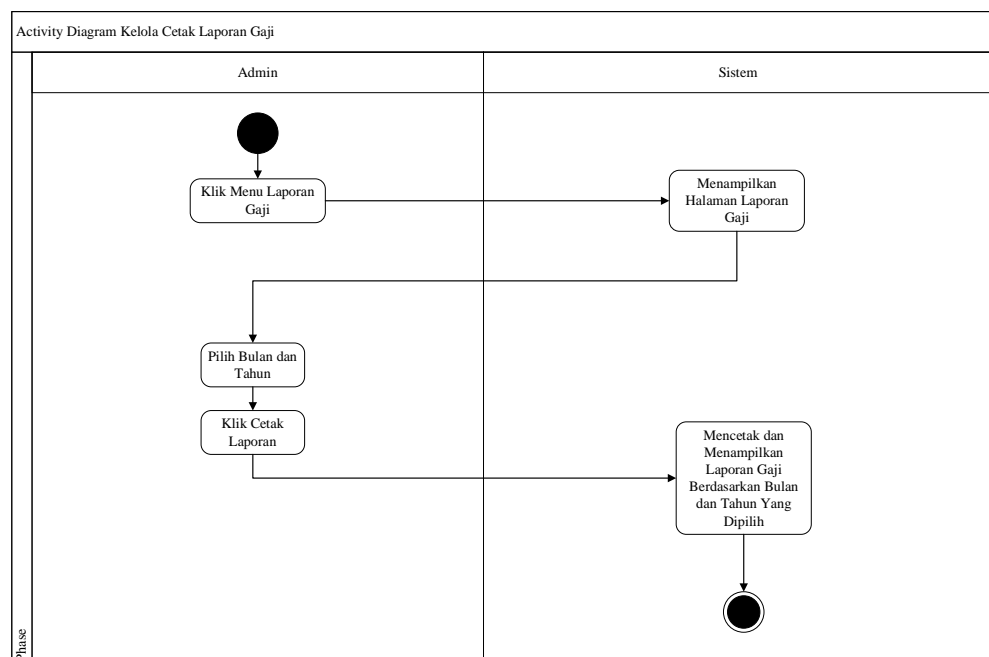 Activity Diagram Kelola Cetak Laporan Gaji
Admin
Sistem
Klik Menu Laporan
Gaji
Menampilkan
Halaman Laporan
Gaji
Pilih Bulan dan
Tahun
Klik Cetak
Laporan
Mencetak dan
Menampilkan
Laporan Gaji
Berdasarkan Bulan
dan Tahun Yang
Dipilih
Phase